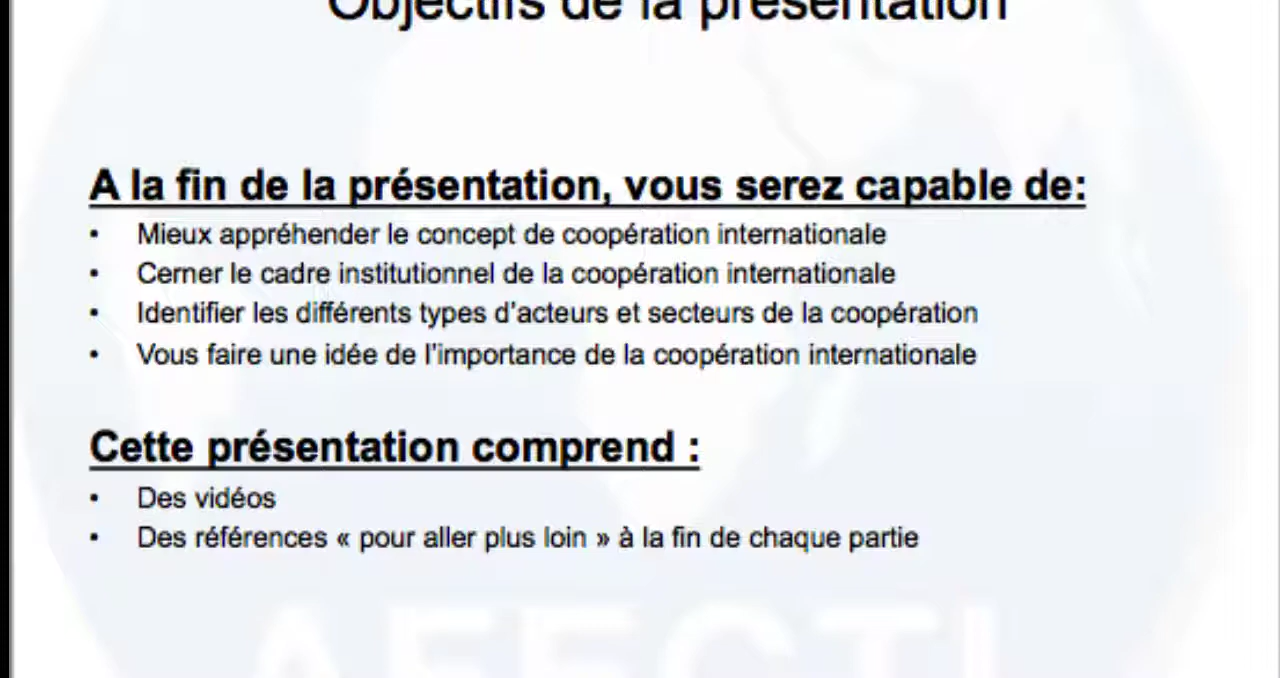 Objectifs de la présentation
A la fin de la présentation, vous serez capable de:
• Mieux appréhender le concept de coopération internationale
• Cerner le cadre institutionnel de la coopération internationale
• Identifier les différents types d'acteurs et secteurs de la coopération
• Vous faire une idée de l'importance de la coopération internationale
Cette présentation comprend :
• Des vidéos
• Des références « pour aller plus loin » à la fin de chaque partie
AFECTI